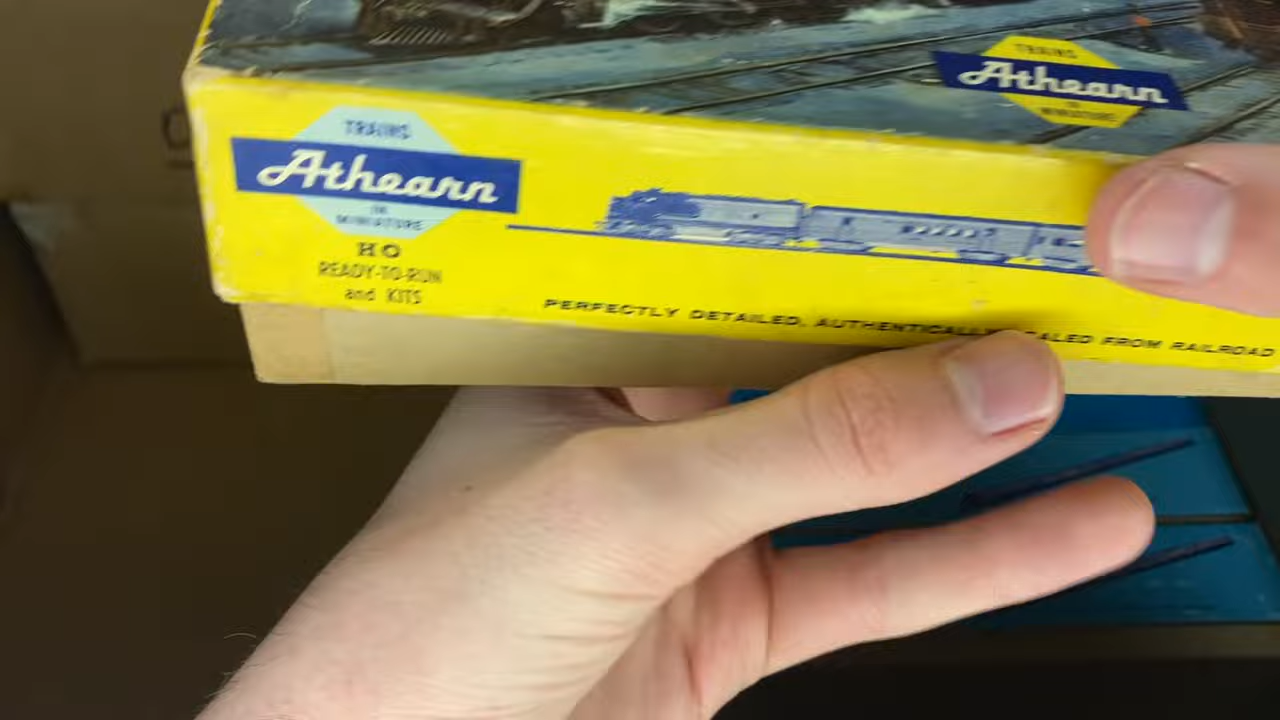 TRAINS
Athearn
IN
MINIATURE
TRAINS
Athearn
IN
MINIATURE
HO
READY-TO-RUN
and KITS
PERFECTLY DETAILED, AUTHENTICALLY FROM RAILROAD